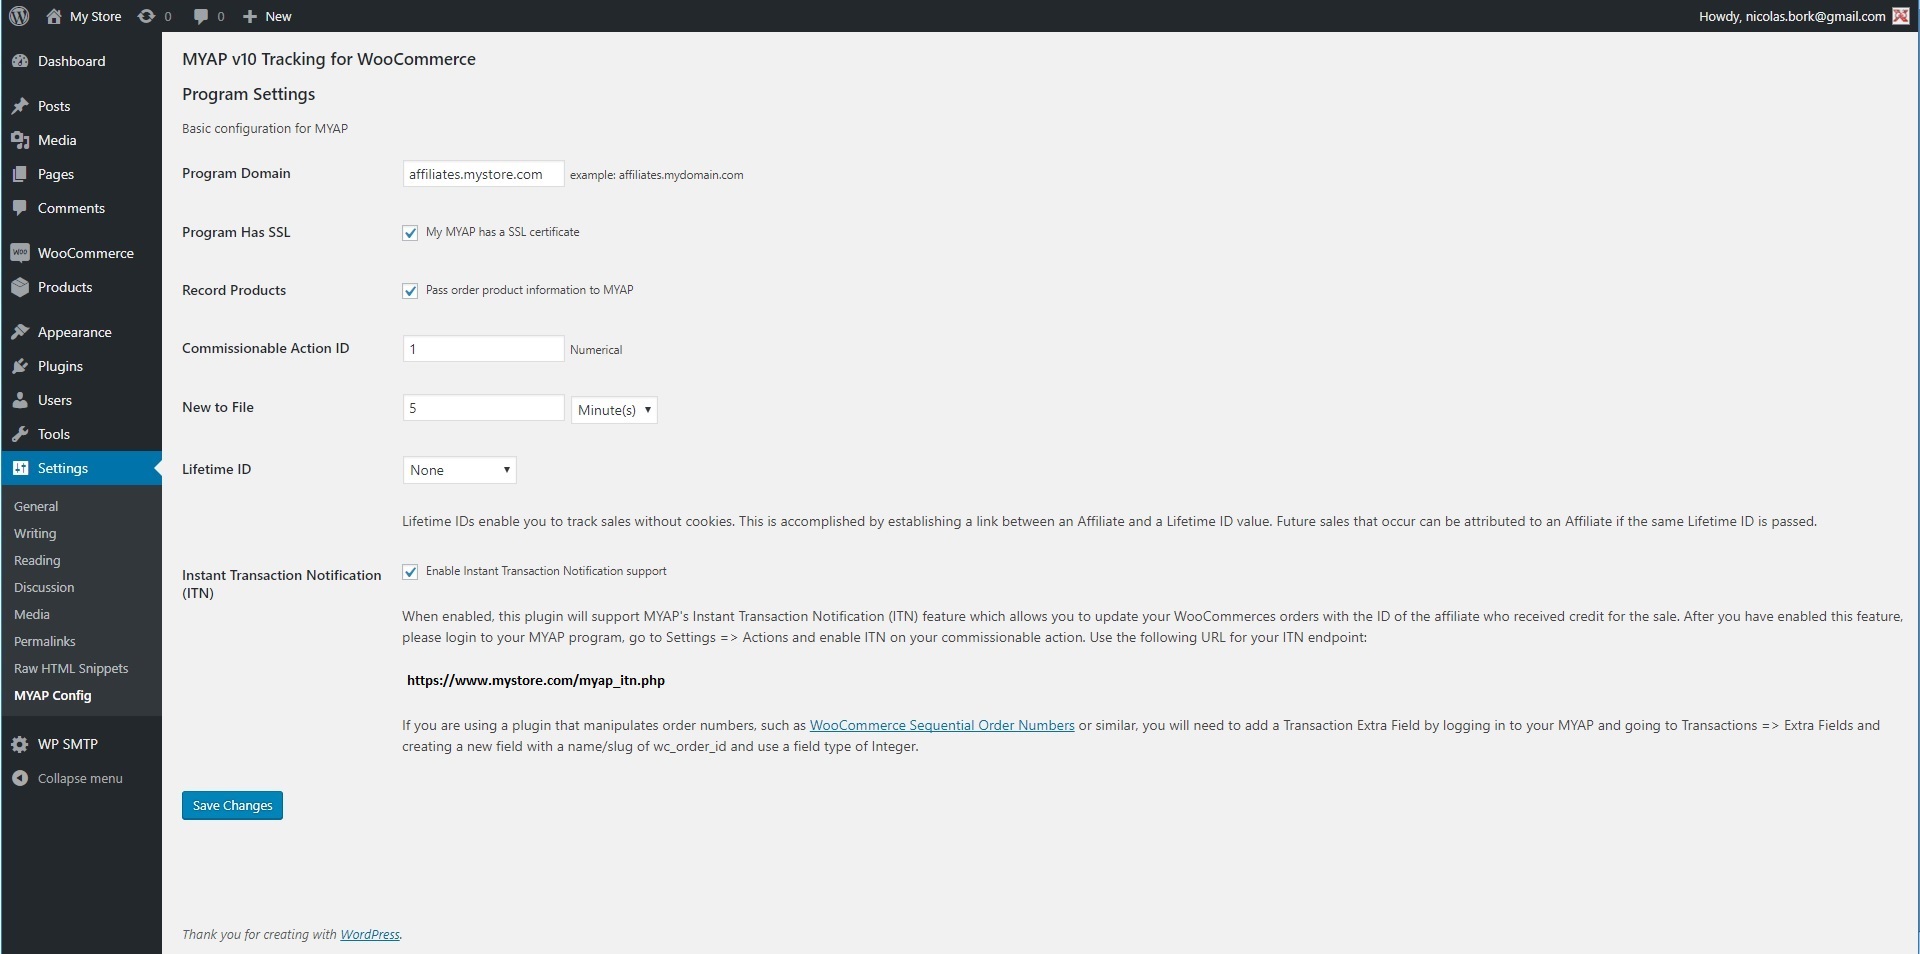 My Store 0 0 New Howdy, nicolas.bork@gmail.com
Dashboard
Posts
Media
Pages
Comments
WOO WooCommerce
Products
Appearance
Plugins
Users
Tools
Settings
General
Writing
Reading
Discussion
Media
Permalinks
Raw HTML Snippets
MYAP Config
WP SMTP
Collapse menu
MYAP v10 Tracking for WooCommerce
Program Settings
Basic configuration for MYAP
Program Domain affiliates.mystore.com example: affiliates.mydomain.com
Program Has SSL My MYAP has a SSL certificate
Record Products Pass order product information to MYAP
Commissionable Action ID 1 Numerical
New to File 5 Minute(s)
Lifetime ID None
Lifetime IDs enable you to track sales without cookies. This is accomplished by establishing a link between an Affiliate and a Lifetime ID value. Future sales that occur can be attributed to an Affiliate if the same Lifetime ID is passed.
Instant Transaction Notification Enable Instant Transaction Notification support
(ITN)
When enabled, this plugin will support MYAP's Instant Transaction Notification (ITN) feature which allows you to update your WooCommerces orders with the ID of the affiliate who received credit for the sale. After you have enabled this feature,
please login to your MYAP program, go to Settings => Actions and enable ITN on your commissionable action. Use the following URL for your ITN endpoint:
https://www.mystore.com/myap_itn.php
If you are using a plugin that manipulates order numbers, such as WooCommerce Sequential Order Numbers or similar, you will need to add a Transaction Extra Field by logging in to your MYAP and going to Transactions => Extra Fields and
creating a new field with a name/slug of wc_order_id and use a field type of Integer.
Save Changes
Thank you for creating with WordPress.